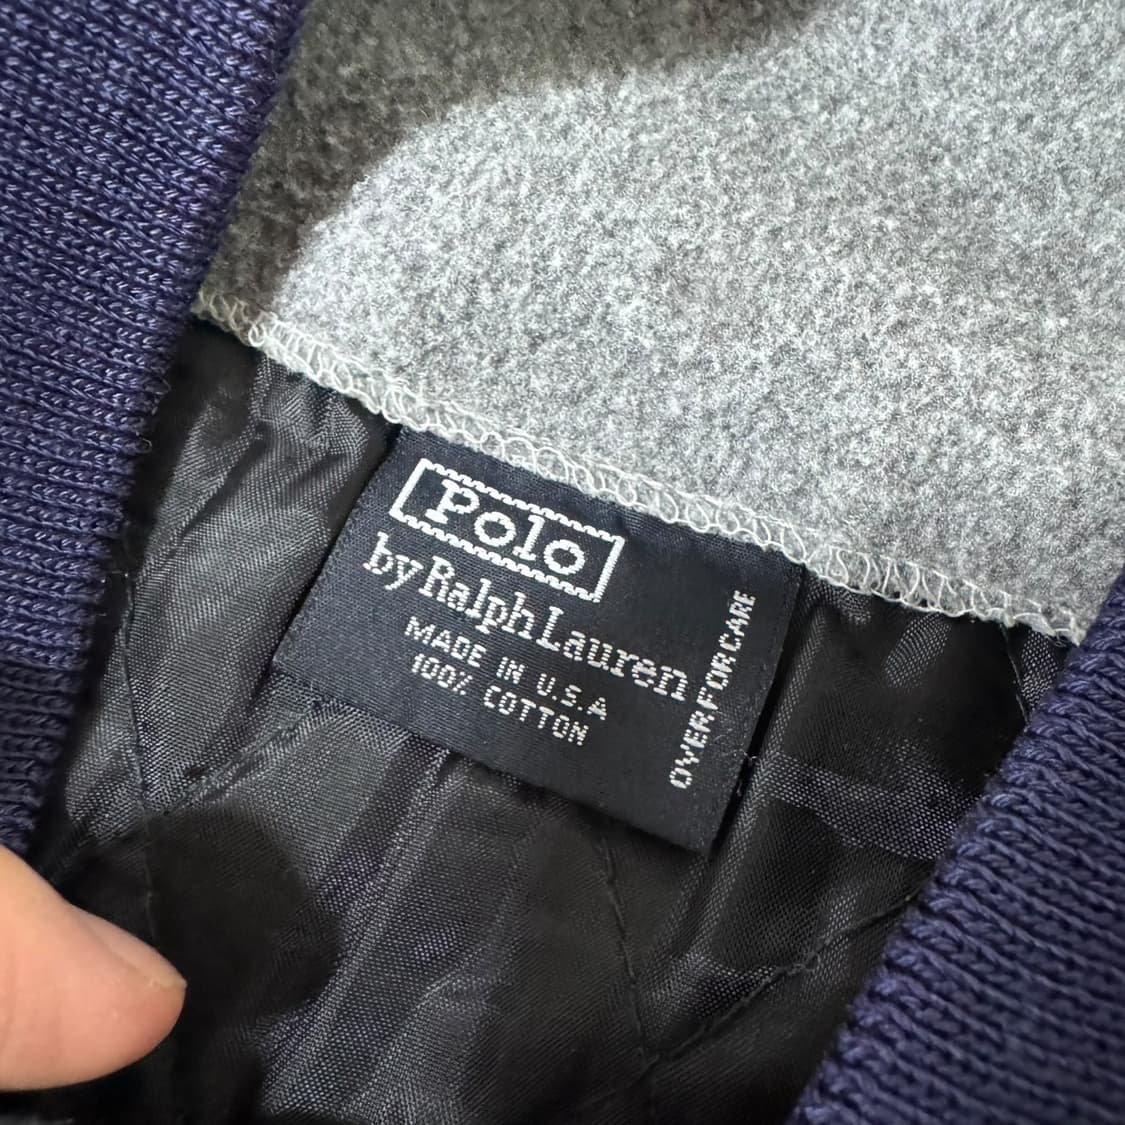 Polo
by Ralph Lauren
MADE IN U.S.A
100% COTTON
OVER.FOR CARE